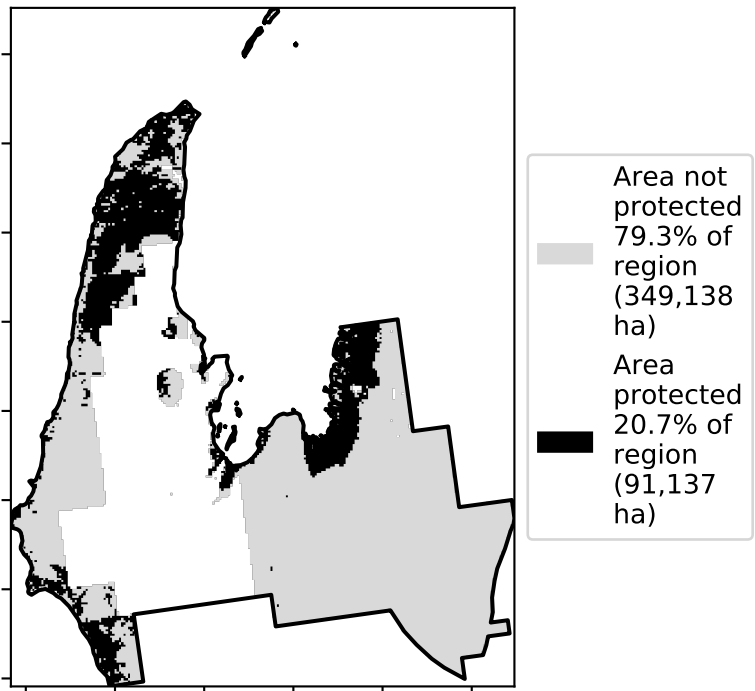 Area not
protected
79.3% of
region
(349,138
ha)
Area
protected
20.7% of
region
(91,137
ha)